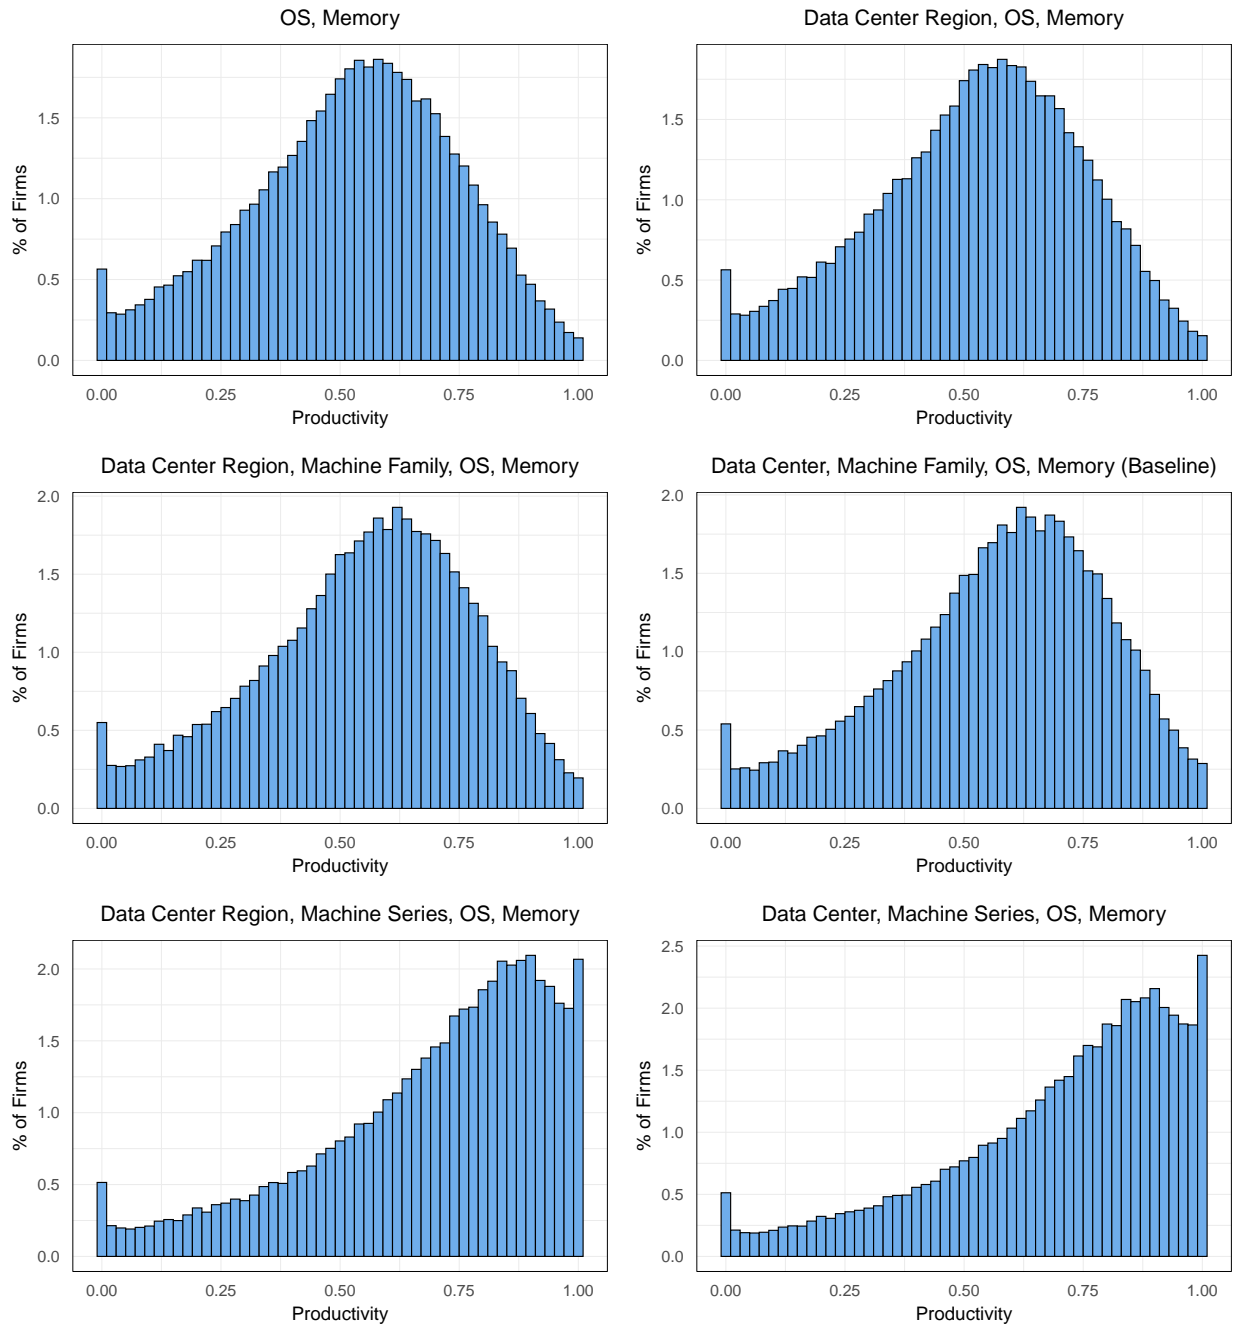 OS, Memory
1.5
1.0
0.5
0.0
% of Firms
0.00 0.25 0.50 0.75 1.00
Productivity
Data Center Region, OS, Memory
1.5
1.0
0.5
0.0
% of Firms
0.00 0.25 0.50 0.75 1.00
Productivity
Data Center Region, Machine Family, OS, Memory
2.0
1.5
1.0
0.5
0.0
% of Firms
0.00 0.25 0.50 0.75 1.00
Productivity
Data Center, Machine Family, OS, Memory (Baseline)
2.0
1.5
1.0
0.5
0.0
% of Firms
0.00 0.25 0.50 0.75 1.00
Productivity
Data Center Region, Machine Series, OS, Memory
2.0
1.5
1.0
0.5
0.0
% of Firms
0.00 0.25 0.50 0.75 1.00
Productivity
Data Center, Machine Series, OS, Memory
2.5
2.0
1.5
1.0
0.5
0.0
% of Firms
0.00 0.25 0.50 0.75 1.00
Productivity